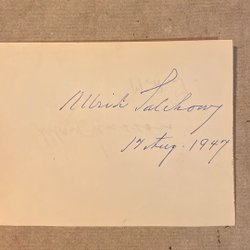 Ulrich Salchow
17 Aug. 1947